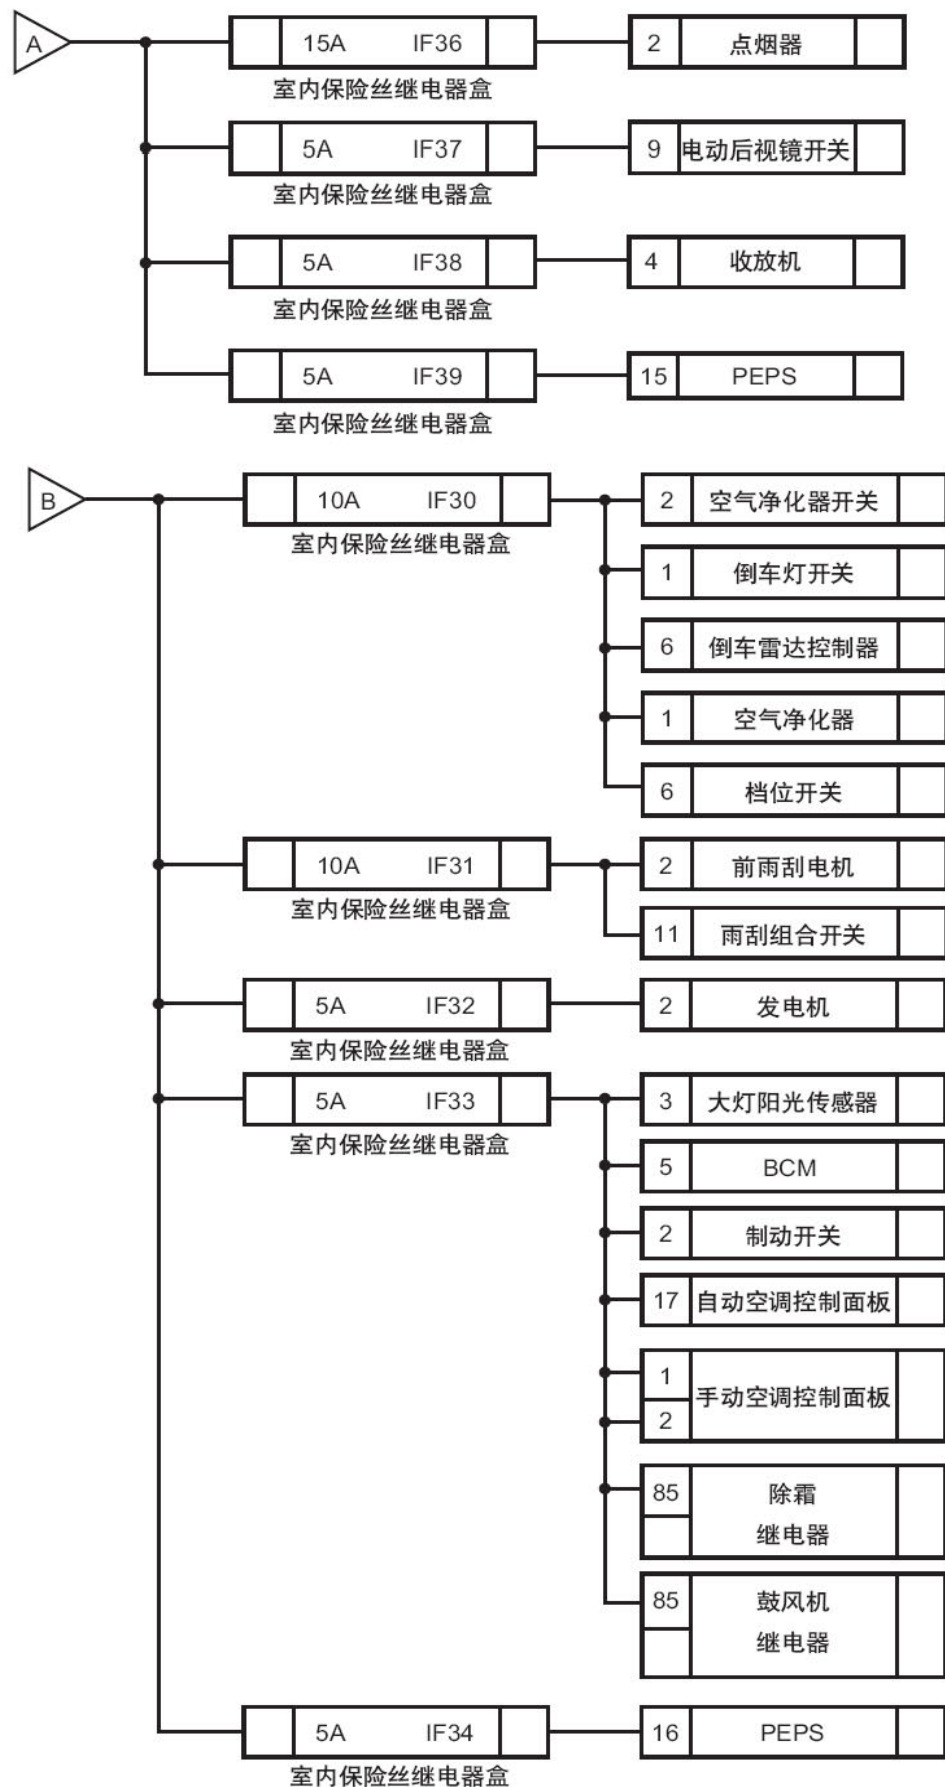 A
15A IF36
2 点烟器
室内保险丝继电器盒
5A IF37
9 电动后视镜开关
室内保险丝继电器盒
5A IF38
4 收放机
室内保险丝继电器盒
5A IF39
15 PEPS
室内保险丝继电器盒
B
10A IF30
2 空气净化器开关
室内保险丝继电器盒
1 倒车灯开关
6 倒车雷达控制器
1 空气净化器
6 档位开关
10A IF31
2 前雨刮电机
室内保险丝继电器盒
11 雨刮组合开关
5A IF32
2 发电机
室内保险丝继电器盒
5A IF33
3 大灯阳光传感器
室内保险丝继电器盒
5 BCM
2 制动开关
17 自动空调控制面板
1
手动空调控制面板
2
85 除霜
继电器
85 鼓风机
继电器
5A IF34
16 PEPS
室内保险丝继电器盒